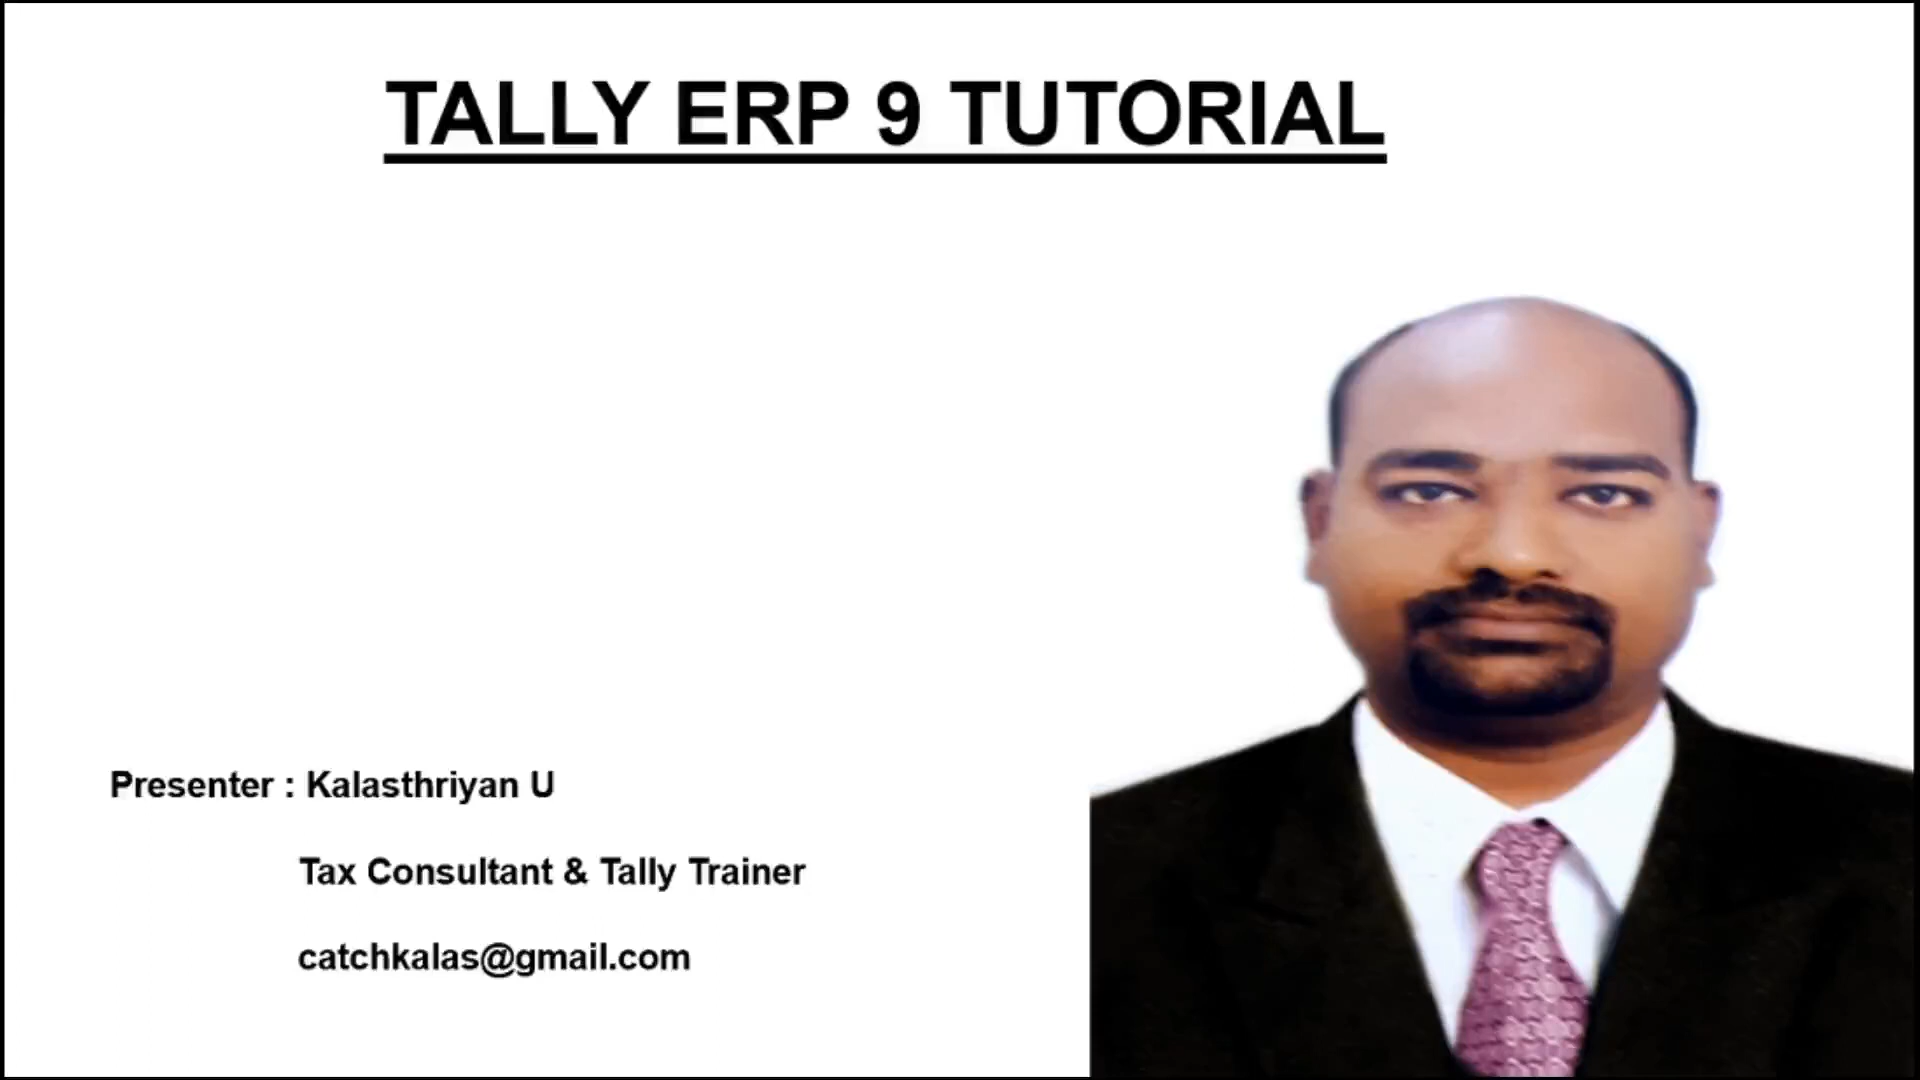 TALLY ERP 9 TUTORIAL
Presenter : Kalasthriyan U
Tax Consultant & Tally Trainer
catchkalas@gmail.com